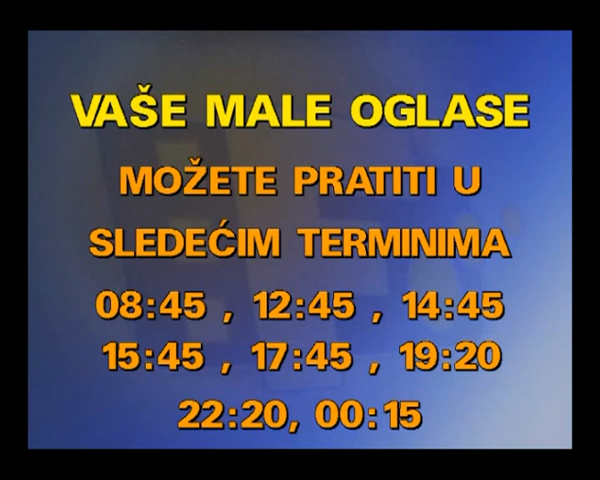 VAŠE MALE OGLASE
MOŽETE PRATITI U
SLEDEĆIM TERMINIMA
08:45 , 12:45 , 14:45
15:45 , 17:45 , 19:20
22:20, 00:15